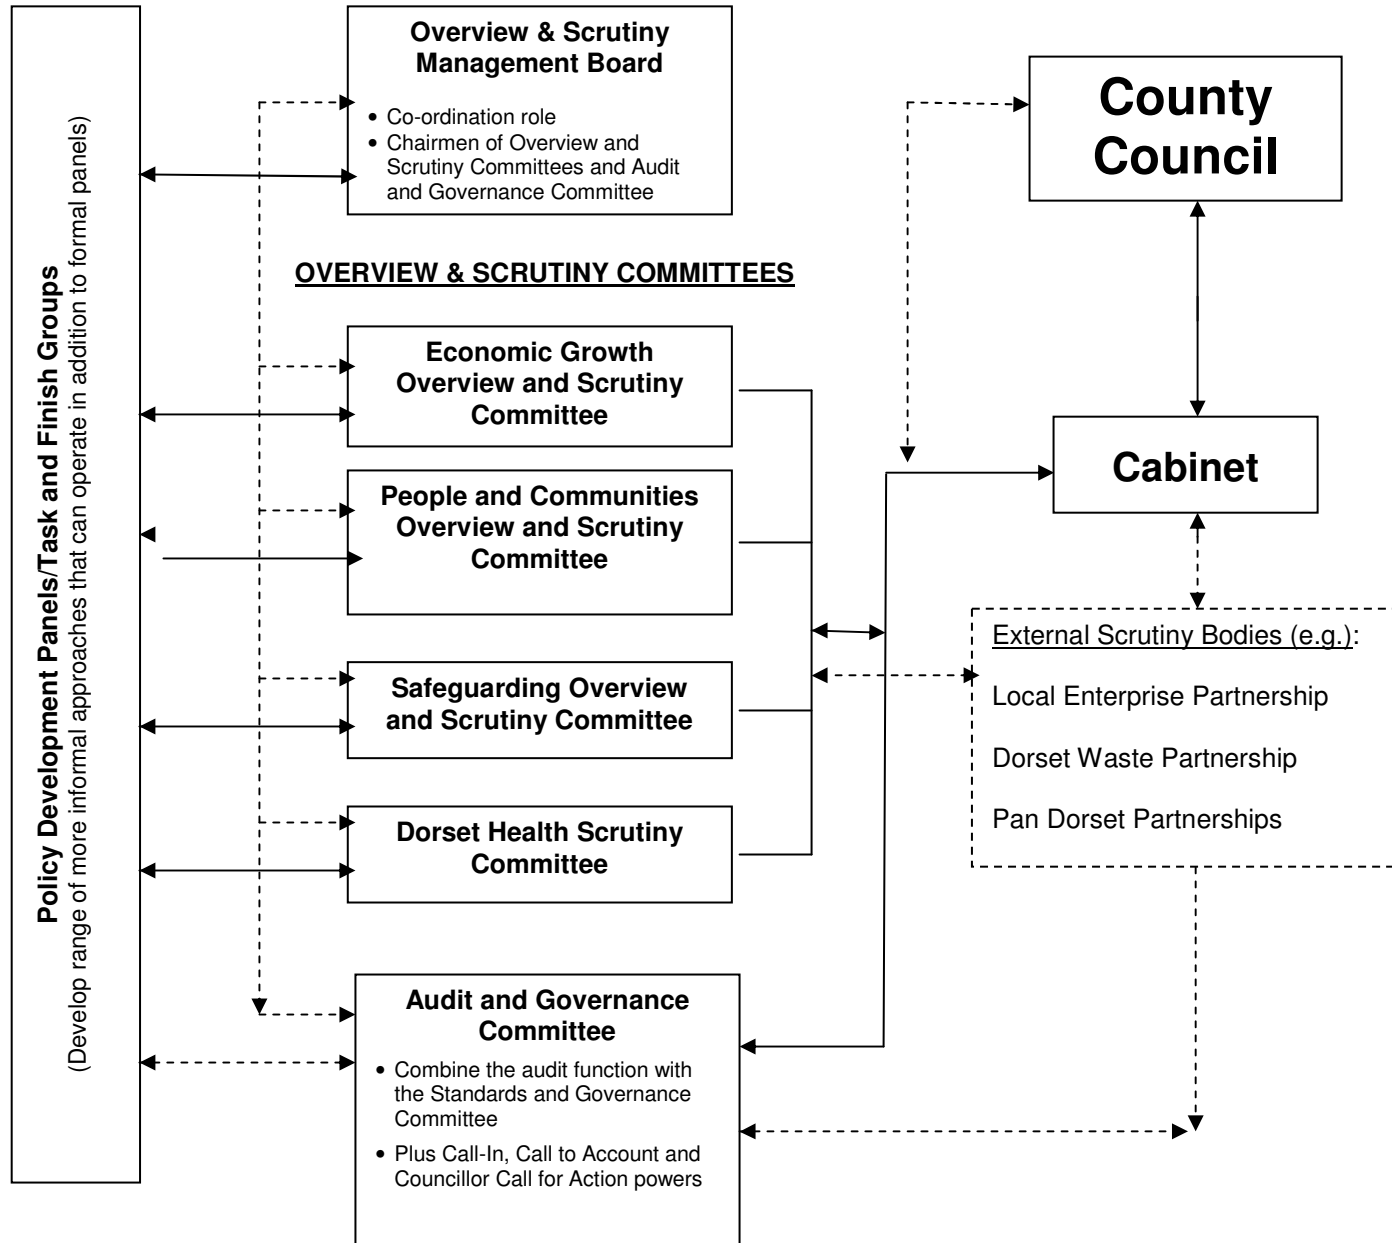 Policy Development Panels/Task and Finish Groups
(Develop range of more informal approaches that can operate in addition to formal panels)
Overview & Scrutiny
Management Board
• Co-ordination role
• Chairmen of Overview and
Scrutiny Committees and Audit
and Governance Committee
County
Council
OVERVIEW & SCRUTINY COMMITTEES
Economic Growth
Overview and Scrutiny
Committee
People and Communities
Overview and Scrutiny
Committee
Cabinet
Safeguarding Overview
and Scrutiny Committee
External Scrutiny Bodies (e.g.):
Local Enterprise Partnership
Dorset Waste Partnership
Pan Dorset Partnerships
Dorset Health Scrutiny
Committee
Audit and Governance
Committee
• Combine the audit function with
the Standards and Governance
Committee
• Plus Call-In, Call to Account and
Councillor Call for Action powers